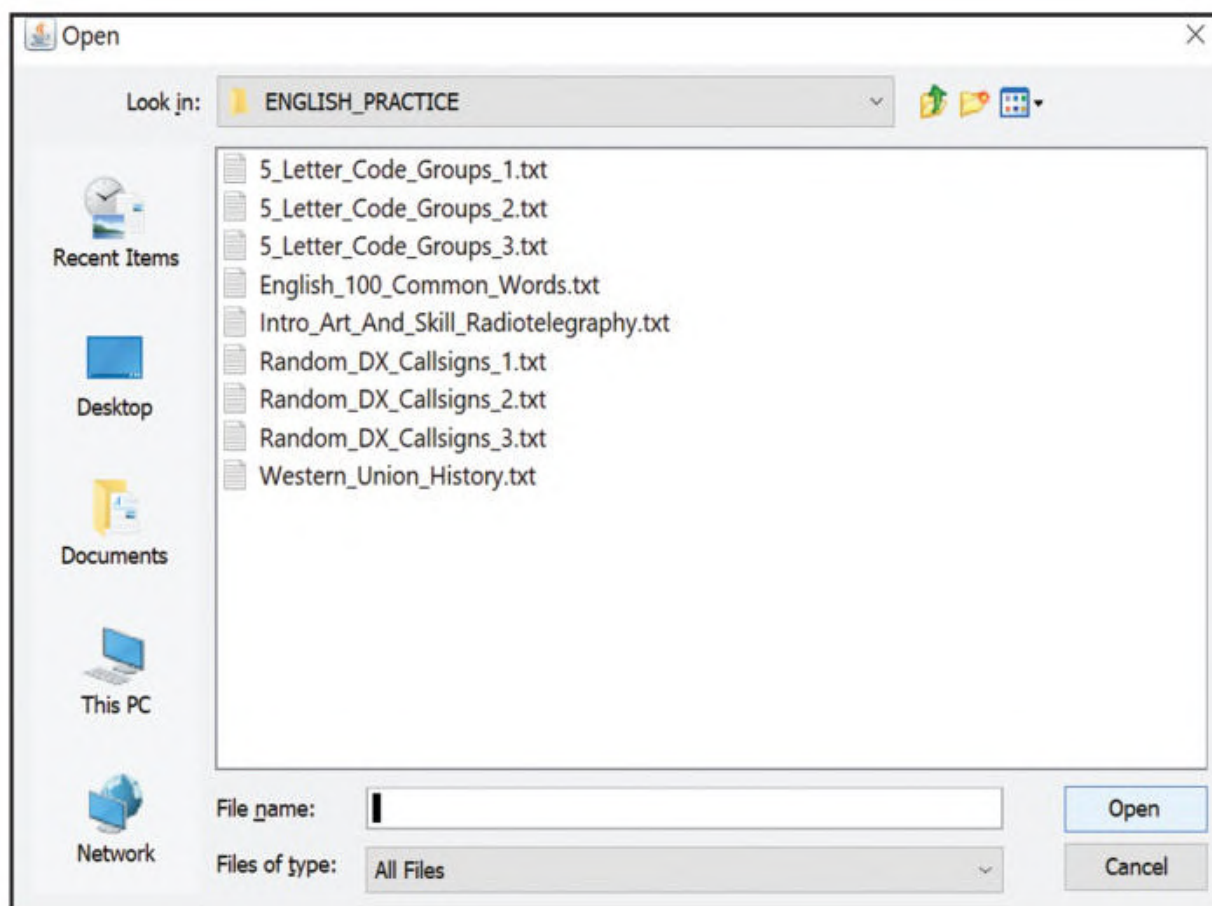 Open
Look in: ENGLISH_PRACTICE
5_Letter_Code_Groups_1.txt
5_Letter_Code_Groups_2.txt
5_Letter_Code_Groups_3.txt
English_100_Common_Words.txt
Intro_Art_And_Skill_Radiotelegraphy.txt
Random_DX_Callsigns_1.txt
Random_DX_Callsigns_2.txt
Random_DX_Callsigns_3.txt
Western_Union_History.txt
Recent Items
Desktop
Documents
This PC
Network
File name:
Open
Files of type: All Files
Cancel